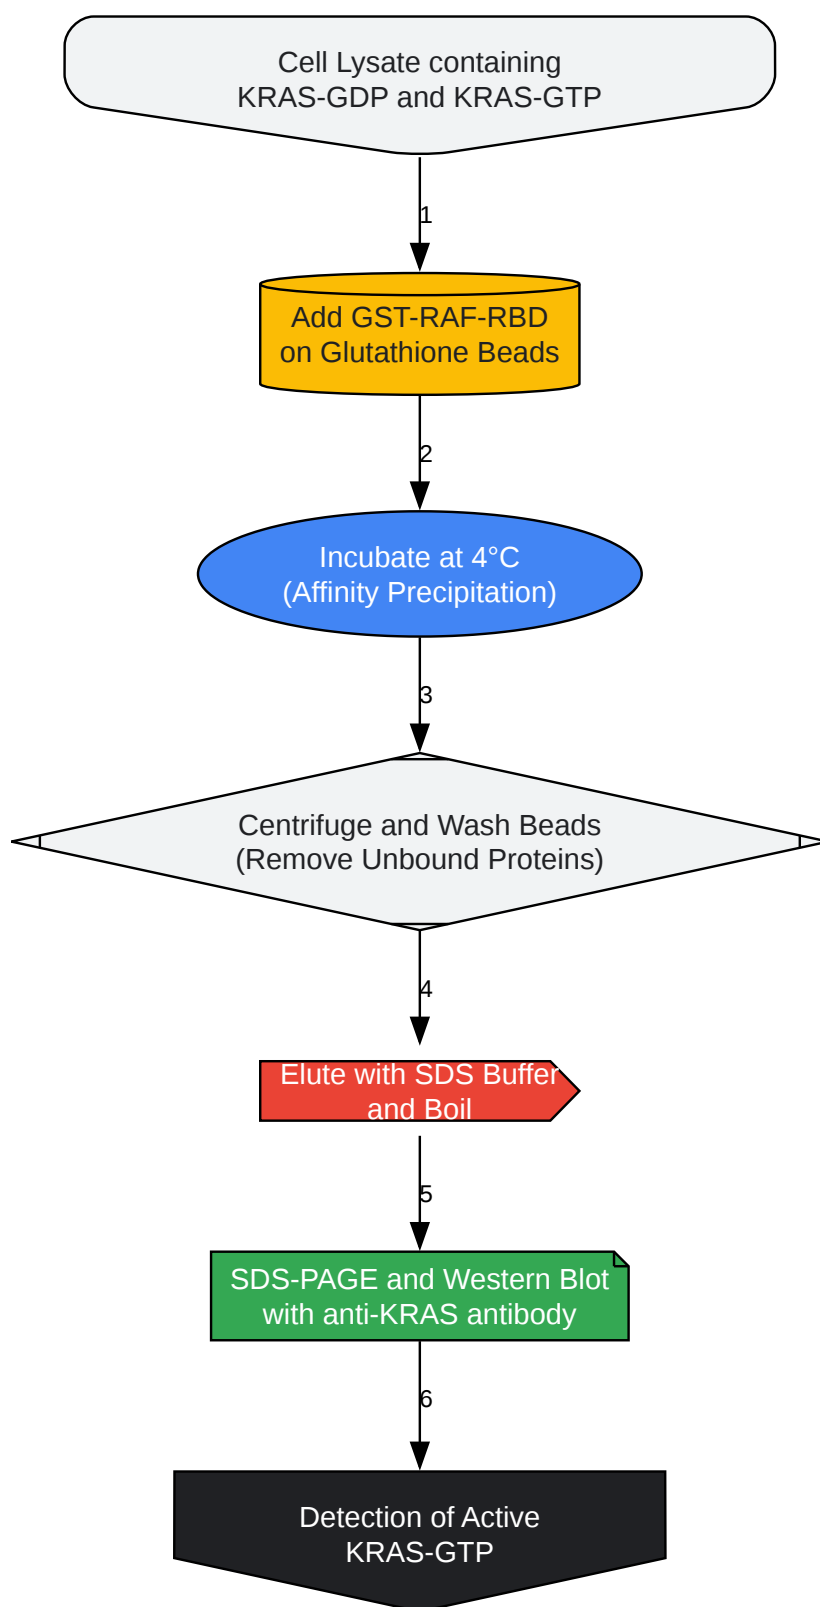 Cell Lysate containing
KRAS-GDP and KRAS-GTP
1
Add GST-RAF-RBD
on Glutathione Beads
2
Incubate at 4°C
(Affinity Precipitation)
3
Centrifuge and Wash Beads
(Remove Unbound Proteins)
4
Elute with SDS Buffer
and Boil
5
SDS-PAGE and Western Blot
with anti-KRAS antibody
6
Detection of Active
KRAS-GTP